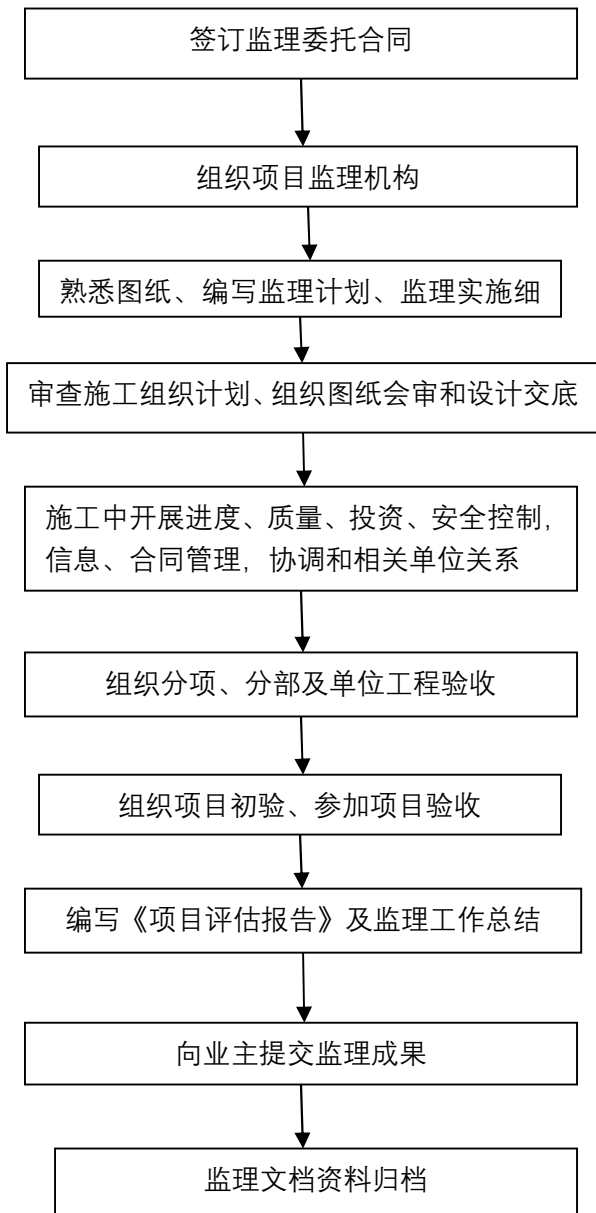 签订监理委托合同
组织项目监理机构
熟悉图纸、编写监理计划、监理实施细
审查施工组织计划、组织图纸会审和设计交底
施工中开展进度、质量、投资、安全控制,
信息、合同管理, 协调和相关单位关系
组织分项、分部及单位工程验收
组织项目初验、参加项目验收
编写《项目评估报告》及监理工作总结
向业主提交监理成果
监理文档资料归档